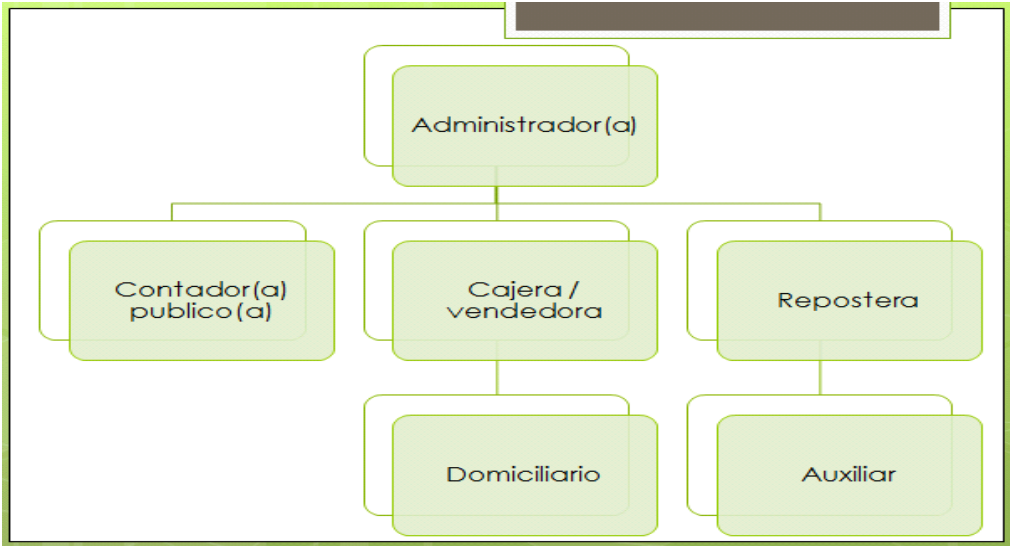 Administrador(a)
Contador(a)
publico(a)
Cajera /
vendedora
Repostera
Domiciliario
Auxiliar